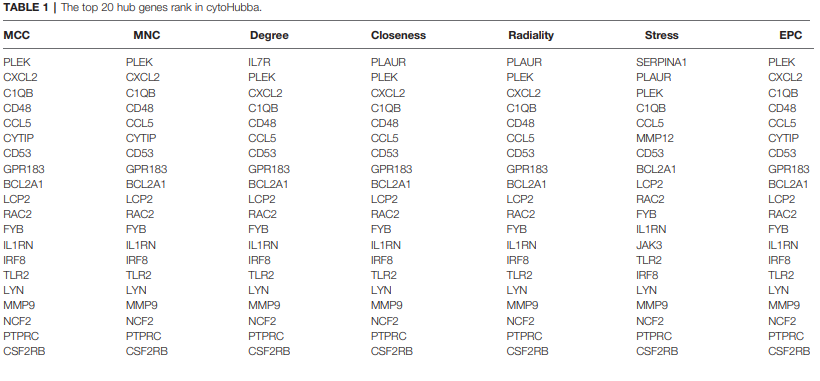 TABLE 1 | The top 20 hub genes rank in cytoHubba.
MCC MNC Degree Closeness Radiality Stress EPC
PLEK PLEK IL7R PLAUR PLAUR SERPINA1 PLEK
CXCL2 CXCL2 PLEK PLEK PLEK PLAUR CXCL2
C1QB C1QB CXCL2 CXCL2 CXCL2 PLEK C1QB
CD48 CD48 C1QB C1QB C1QB C1QB CD48
CCL5 CCL5 CD48 CD48 CD48 CCL5 CCL5
CYTIP CYTIP CCL5 CCL5 CCL5 MMP12 CYTIP
CD53 CD53 CD53 CD53 CD53 CD53 CD53
GPR183 GPR183 GPR183 GPR183 GPR183 BCL2A1 GPR183
BCL2A1 BCL2A1 BCL2A1 BCL2A1 BCL2A1 LCP2 BCL2A1
LCP2 LCP2 LCP2 LCP2 LCP2 RAC2 LCP2
RAC2 RAC2 RAC2 RAC2 RAC2 FYB RAC2
FYB FYB FYB FYB FYB IL1RN FYB
IL1RN IL1RN IL1RN IL1RN IL1RN JAK3 IL1RN
IRF8 IRF8 IRF8 IRF8 IRF8 TLR2 IRF8
TLR2 TLR2 TLR2 TLR2 TLR2 IRF8 TLR2
LYN LYN LYN LYN LYN LYN LYN
MMP9 MMP9 MMP9 MMP9 MMP9 MMP9 MMP9
NCF2 NCF2 NCF2 NCF2 NCF2 NCF2 NCF2
PTPRC PTPRC PTPRC PTPRC PTPRC PTPRC PTPRC
CSF2RB CSF2RB CSF2RB CSF2RB CSF2RB CSF2RB CSF2RB